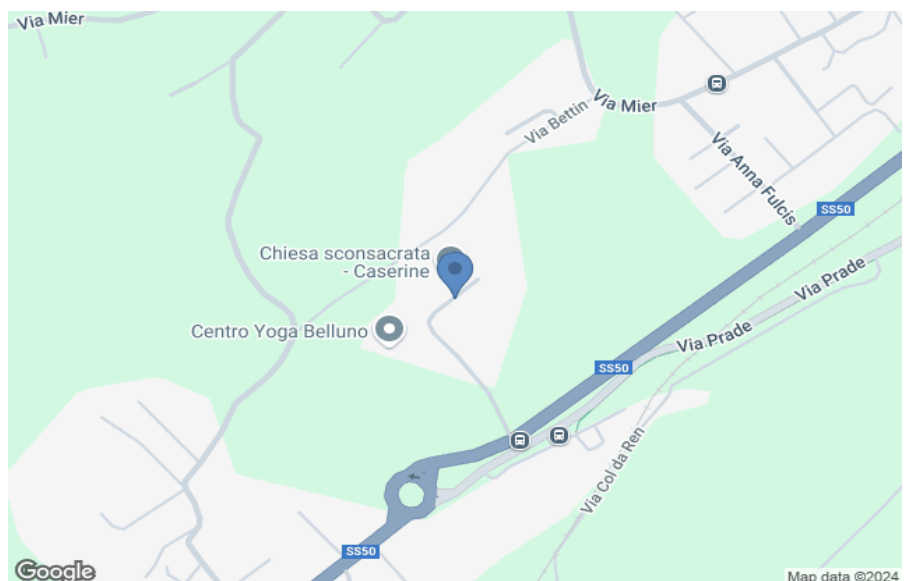 Via Mier
Via Mier
Via Bettin
Via Anna Fulcis
SS50
Chiesa sconsacrata
- Caserine
Via Prade
Centro Yoga Belluno
Via Prade
SS50
Via Col da Ren
SS50
Google
Map data ©2024